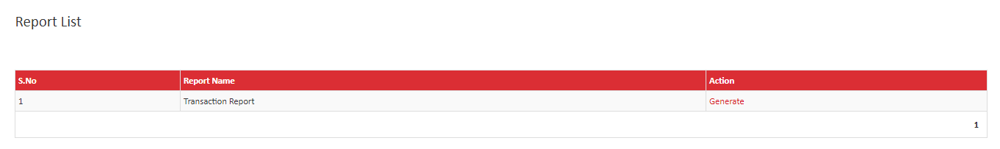 Report List
S.No Report Name Action
1 Transaction Report Generate
1